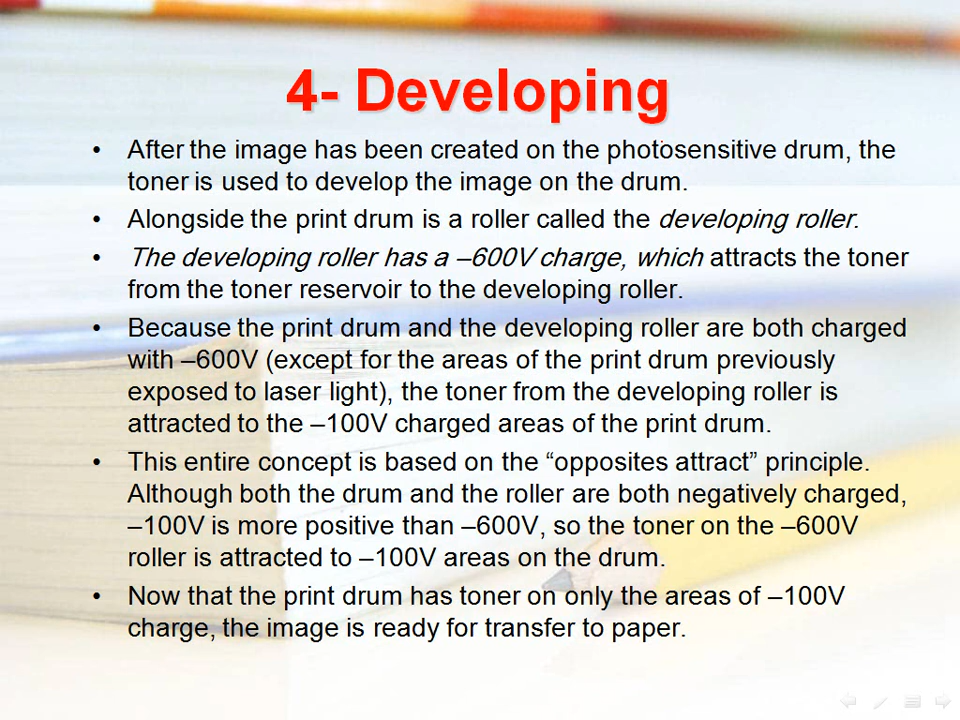 4- Developing
• After the image has been created on the photosensitive drum, the
toner is used to develop the image on the drum.
• Alongside the print drum is a roller called the developing roller.
• The developing roller has a –600V charge, which attracts the toner
from the toner reservoir to the developing roller.
• Because the print drum and the developing roller are both charged
with –600V (except for the areas of the print drum previously
exposed to laser light), the toner from the developing roller is
attracted to the –100V charged areas of the print drum.
• This entire concept is based on the “opposites attract” principle.
Although both the drum and the roller are both negatively charged,
–100V is more positive than –600V, so the toner on the –600V
roller is attracted to –100V areas on the drum.
• Now that the print drum has toner on only the areas of –100V
charge, the image is ready for transfer to paper.